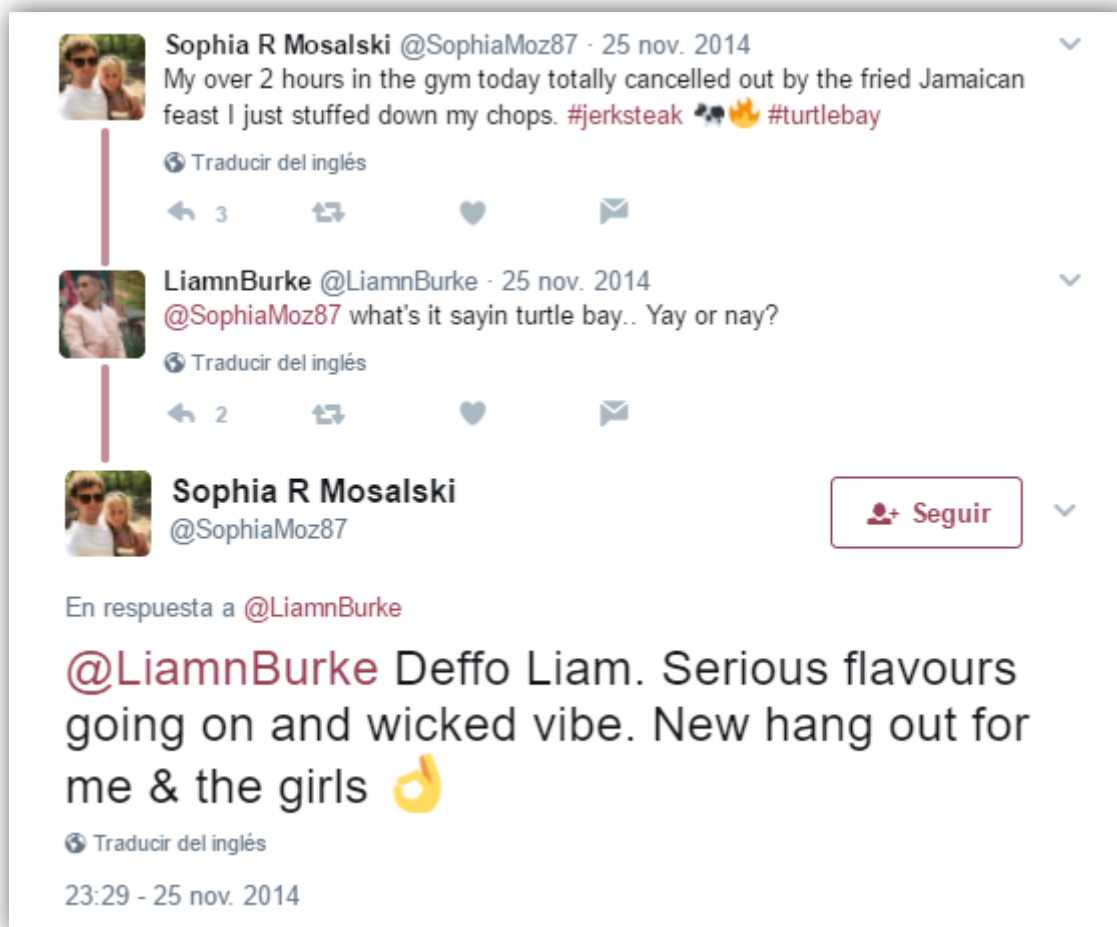 Sophia R Mosalski @SophiaMoz87 · 25 nov. 2014
My over 2 hours in the gym today totally cancelled out by the fried Jamaican
feast I just stuffed down my chops. #jerksteak 🐄🔥 #turtlebay
Traducir del inglés
3
LiamnBurke @LiamnBurke · 25 nov. 2014
@SophiaMoz87 what's it sayin turtle bay.. Yay or nay?
Traducir del inglés
2
Sophia R Mosalski
@SophiaMoz87
Seguir
En respuesta a @LiamnBurke
@LiamnBurke Deffo Liam. Serious flavours
going on and wicked vibe. New hang out for
me & the girls 👌
Traducir del inglés
23:29 - 25 nov. 2014